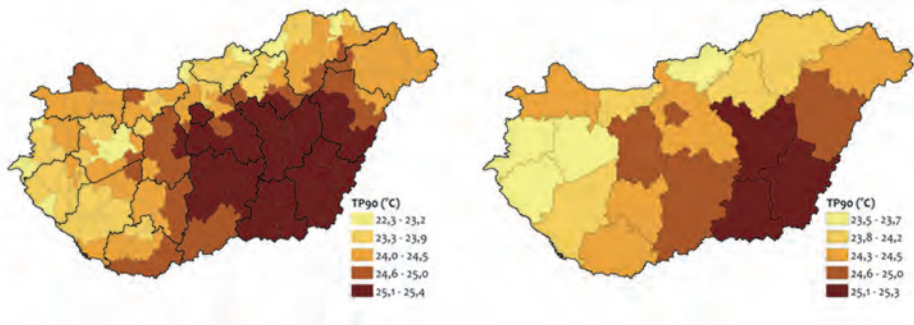 TP90 (°C)
22,3 - 23,2
23,3 - 23,9
24,0 - 24,5
24,6 - 25,0
25,1 - 25,4
TP90 (°C)
23,5 - 23,7
23,8 - 24,2
24,3 - 24,5
24,6 - 25,0
25,1 - 25,3